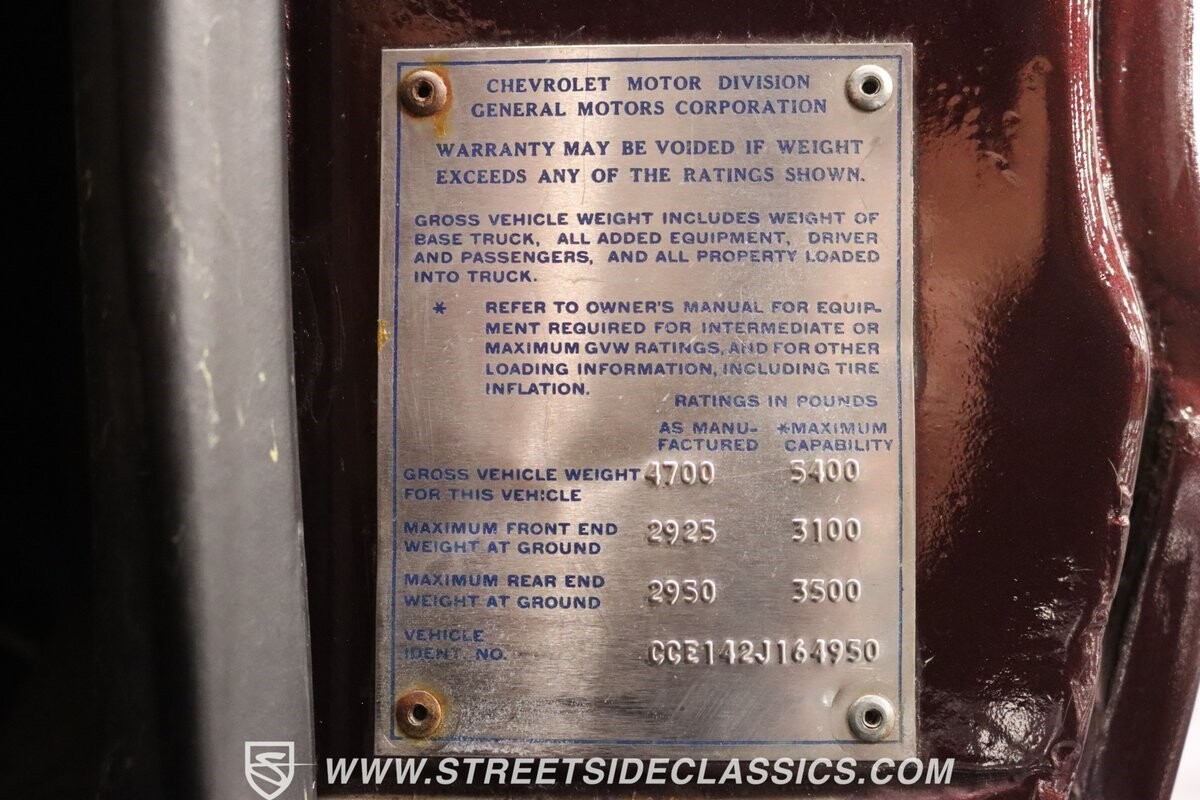 CHEVROLET MOTOR DIVISION
GENERAL MOTORS CORPORATION
WARRANTY MAY BE VOIDED IF WEIGHT
EXCEEDS ANY OF THE RATINGS SHOWN.
GROSS VEHICLE WEIGHT INCLUDES WEIGHT OF
BASE TRUCK, ALL ADDED EQUIPMENT, DRIVER
AND PASSENGERS, AND ALL PROPERTY LOADED
INTO TRUCK.
* REFER TO OWNER'S MANUAL FOR EQUIP-
MENT REQUIRED FOR INTERMEDIATE OR
MAXIMUM GVW RATINGS, AND FOR OTHER
LOADING INFORMATION, INCLUDING TIRE
INFLATION.
RATINGS IN POUNDS
AS MANU- *MAXIMUM
FACTURED CAPABILITY
GROSS VEHICLE WEIGHT 4700 5400
FOR THIS VEHICLE
MAXIMUM FRONT END 2925 3100
WEIGHT AT GROUND
MAXIMUM REAR END 2950 3500
WEIGHT AT GROUND
VEHICLE
IDENT. NO. CCE142J164950
WWW.STREETSIDECLASSICS.COM